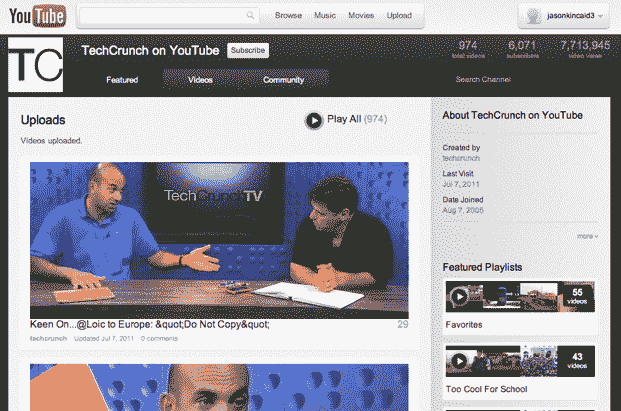 YouTube
Browse Music Movies Upload
jasonkincaid3
TC
TechCrunch on YouTube
Subscribe
974 6,071 7,713,945
total videos subscribers video views
Featured Videos Community
Search Channel
Uploads
Play All (974)
Videos uploaded.
TechCrunchTV
Keen On...@Loic to Europe: &quot;Do Not Copy&quot;
29
techcrunch Updated Jul 7, 2011 0 comments
About TechCrunch on YouTube
Created by
techcrunch
Last Visit
Jul 7, 2011
Date Joined
Aug 7, 2005
more
Featured Playlists
55
videos
Favorites
43
videos
Too Cool For School